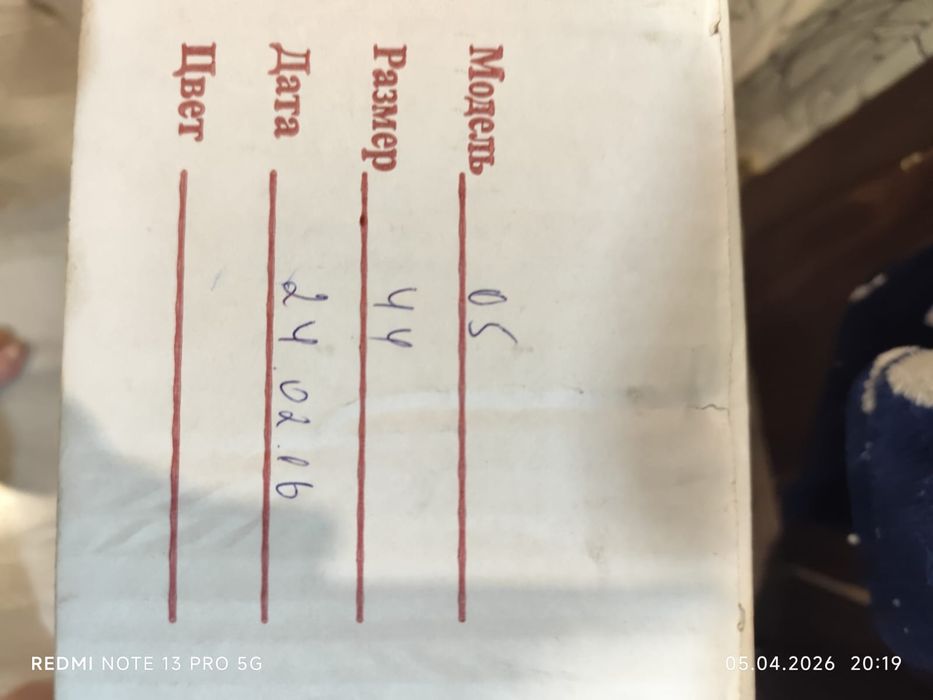 Модель 05
Размер 44
Дата 24.02.06
Цвет
REDMI NOTE 13 PRO 5G
05.04.2026 20:19